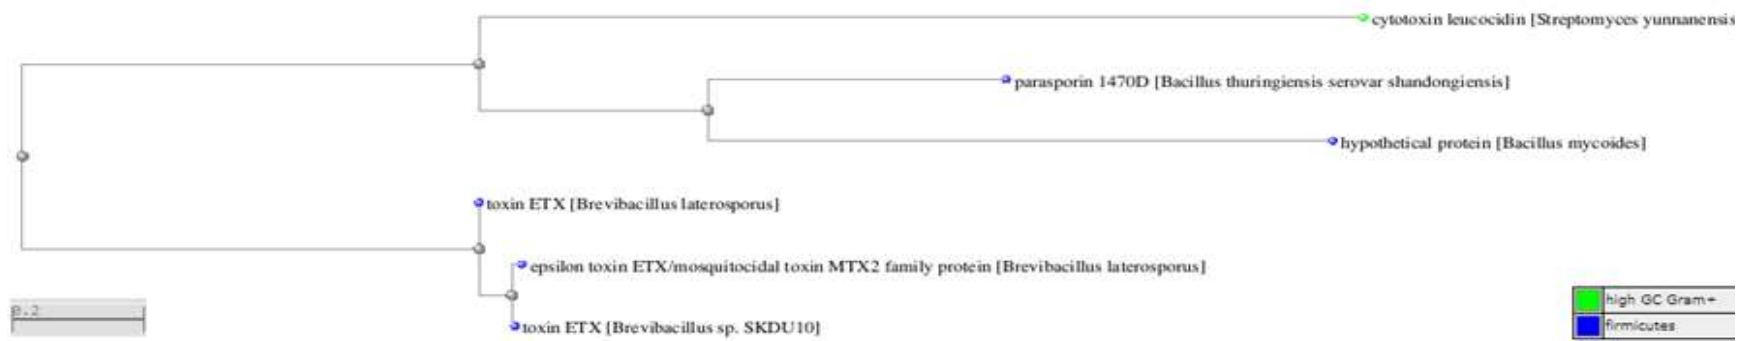 cytotoxin leucocidin [Streptomyces yunnanensis
parasporin 1470D [Bacillus thuringiensis serovar shandongiensis]
hypothetical protein [Bacillus mycoides]
toxin ETX [Brevibacillus laterosporus]
epsilon toxin ETX/mosquitocidal toxin MTX2 family protein [Brevibacillus laterosporus]
toxin ETX [Brevibacillus sp. SKDU10]
0.2
high GC Gram+
firmicutes